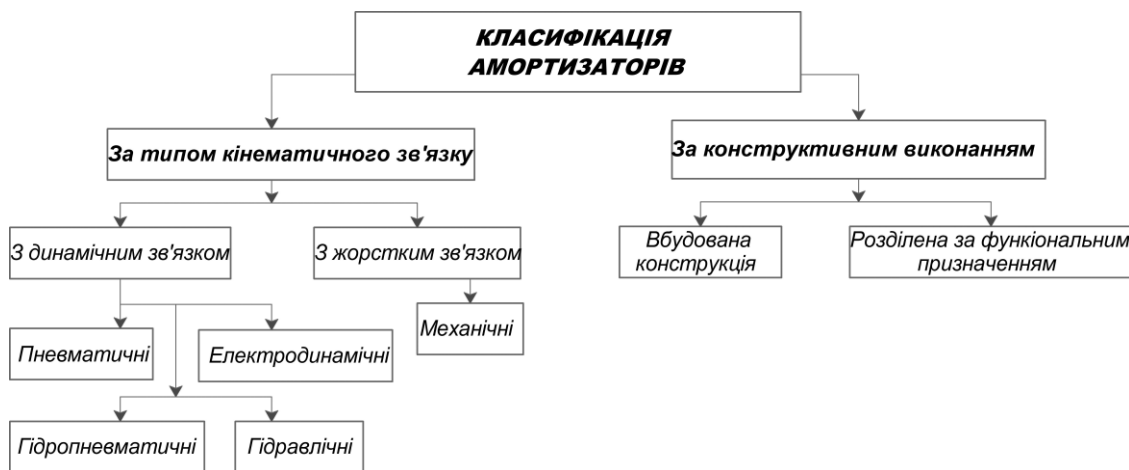 КЛАСИФІКАЦІЯ
АМОРТИЗАТОРІВ
За типом кінематичного зв'язку
За конструктивним виконанням
З динамічним зв'язком
З жорстким зв'язком
Вбудована
конструкція
Розділена за функіональним
призначенням
Механічні
Пневматичні
Електродинамічні
Гідропневматичні
Гідравлічні